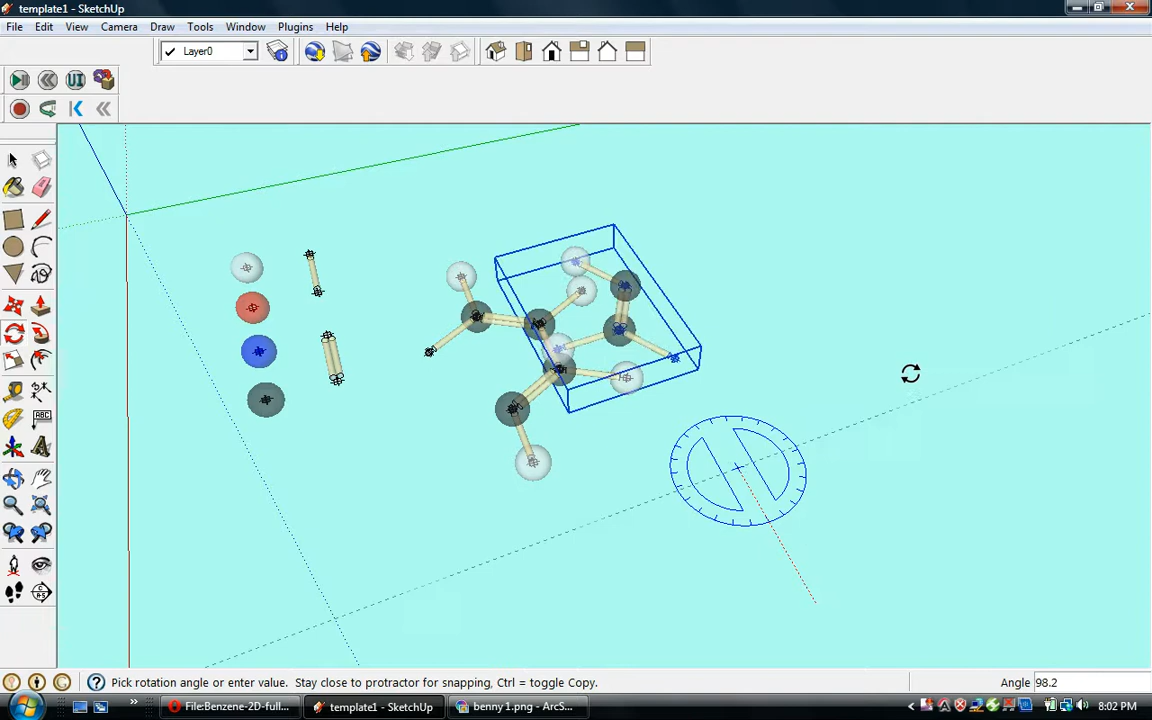 template1 - SketchUp
File Edit View Camera Draw Tools Window Plugins Help
Layer0
UI
ABC
Pick rotation angle or enter value. Stay close to protractor for snapping, Ctrl = toggle Copy.
Angle 98.2
File:Benzene-2D-full... template1 - SketchUp benny 1.png - ArcS... 8:02 PM